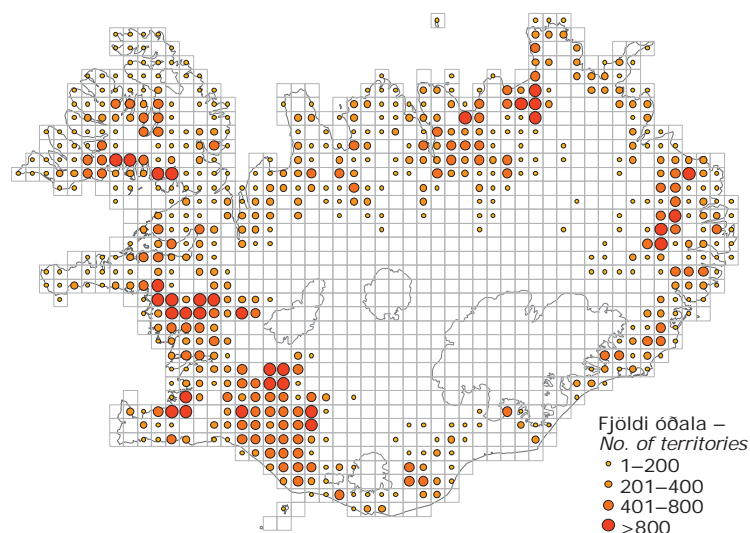 Fjöldi óðala –
No. of territories
1–200
201–400
401–800
>800